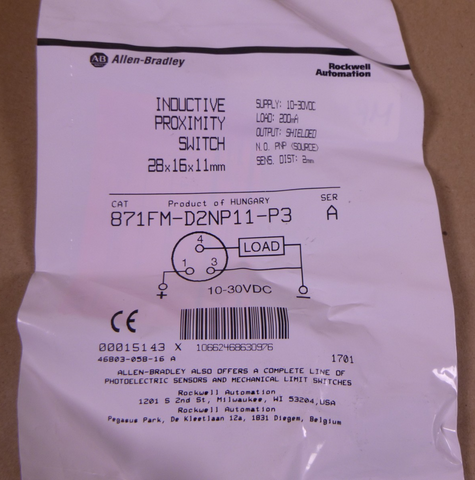 AB Allen-Bradley
Rockwell
Automation
INDUCTIVE
PROXIMITY
SWITCH
28x16x11mm
SUPPLY: 10-30VDC
LOAD: 200mA
OUTPUT: SHIELDED
N.O. PNP (SOURCE)
SENS. DIST: 2mm
CAT
Product of HUNGARY
SER
871FM-D2NP11-P3
A
4
LOAD
1
3
+
10-30VDC
–
CE
00015143 X
10662468630976
46803-058-16 A
1701
ALLEN-BRADLEY ALSO OFFERS A COMPLETE LINE OF
PHOTOELECTRIC SENSORS AND MECHANICAL LIMIT SWITCHES
Rockwell Automation
1201 S 2nd St, Milwaukee, WI 53204,USA
Rockwell Automation
Pegasus Park, De Kleetlaan 12a, 1831 Diegem, Belgium